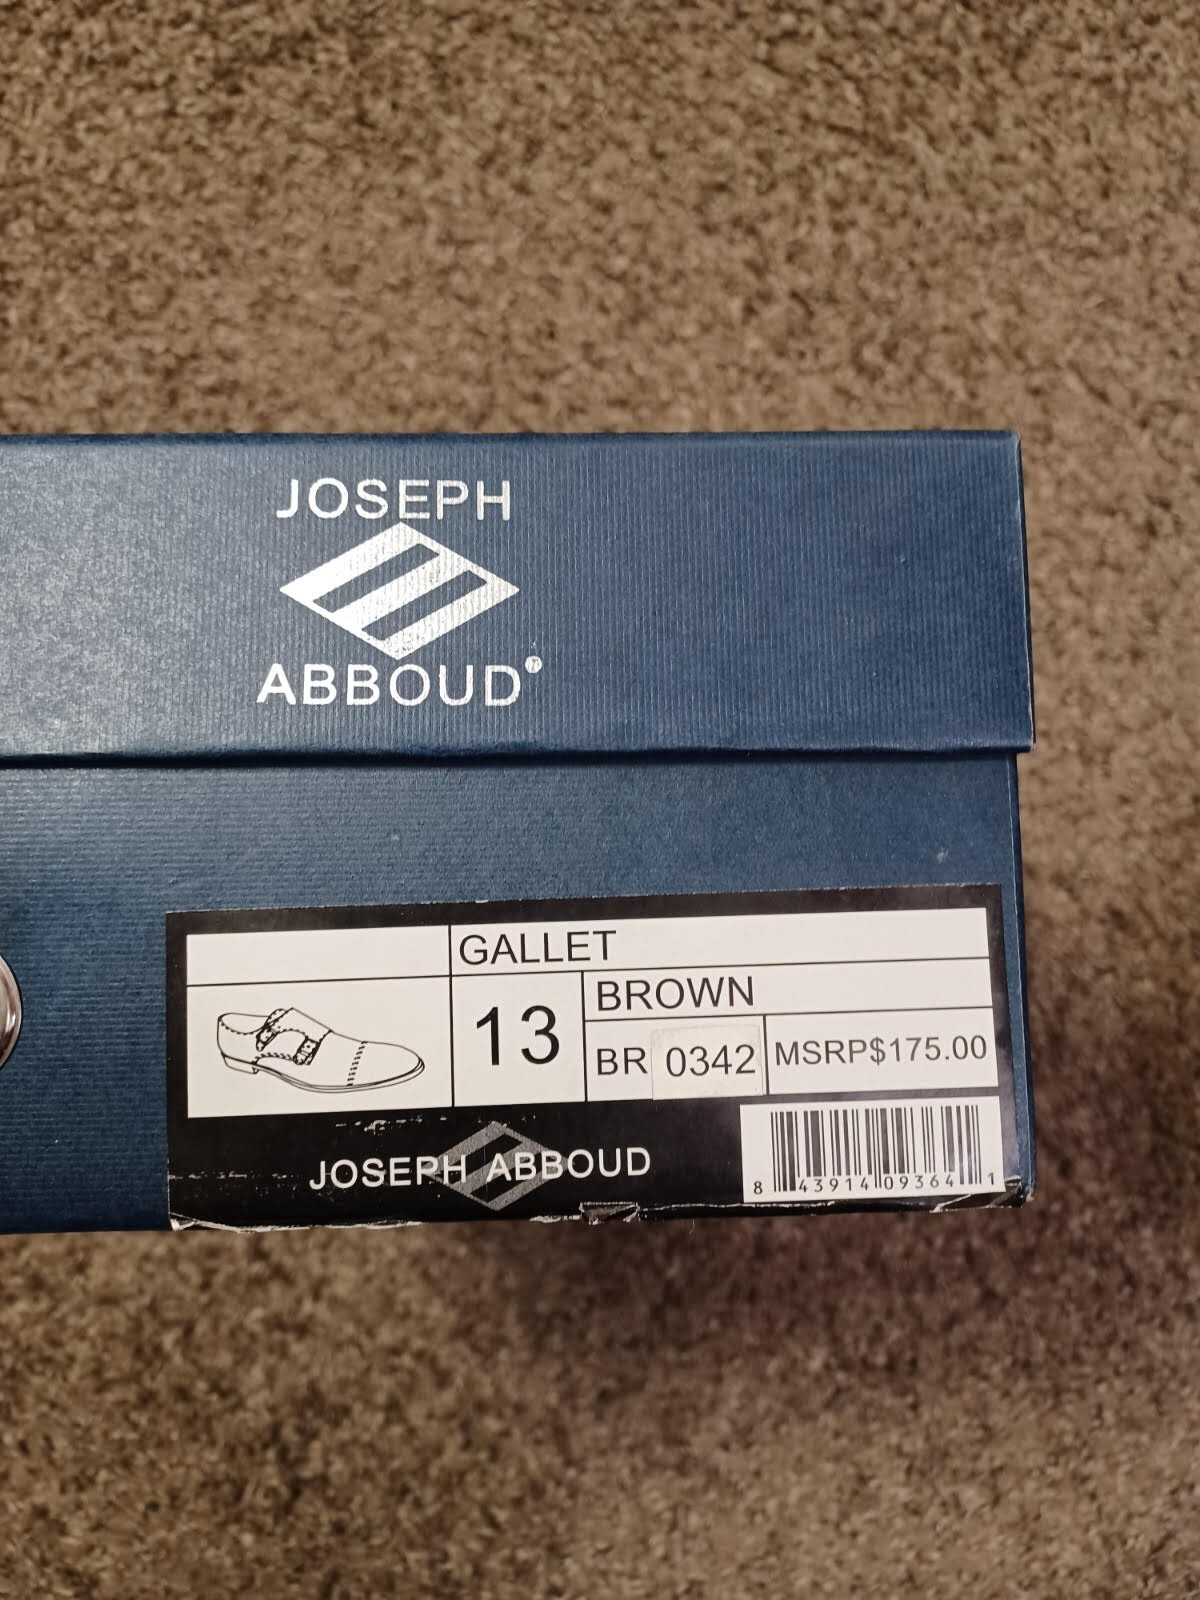 JOSEPH
ABBOUD®
GALLET
13
BROWN
BR 0342 MSRP$175.00
JOSEPH ABBOUD
8 43914 09364 1